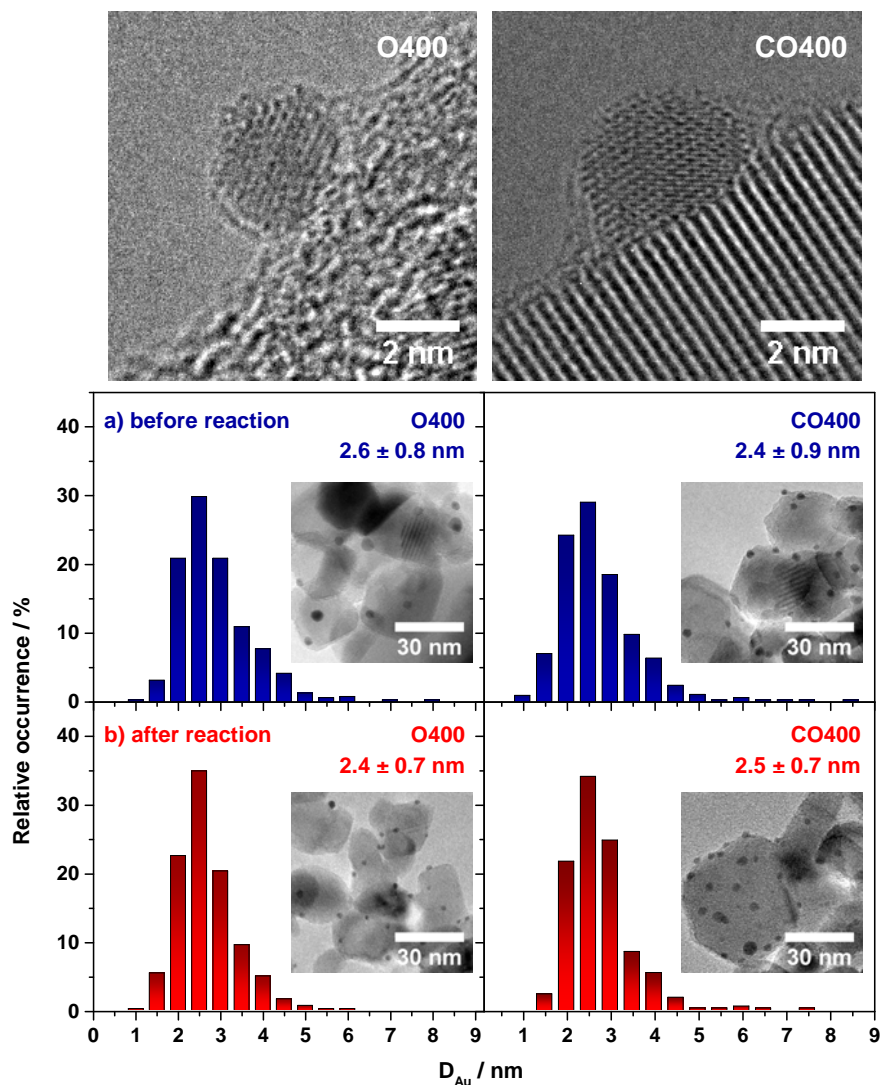 O400
CO400
2 nm
2 nm
a) before reaction
O400
2.6 ± 0.8 nm
30 nm
CO400
2.4 ± 0.9 nm
30 nm
40
30
20
10
0
b) after reaction
O400
2.4 ± 0.7 nm
30 nm
CO400
2.5 ± 0.7 nm
30 nm
40
30
20
10
0
Relative occurrence / %
0 1 2 3 4 5 6 7 8 9
1 2 3 4 5 6 7 8 9
D_Au / nm